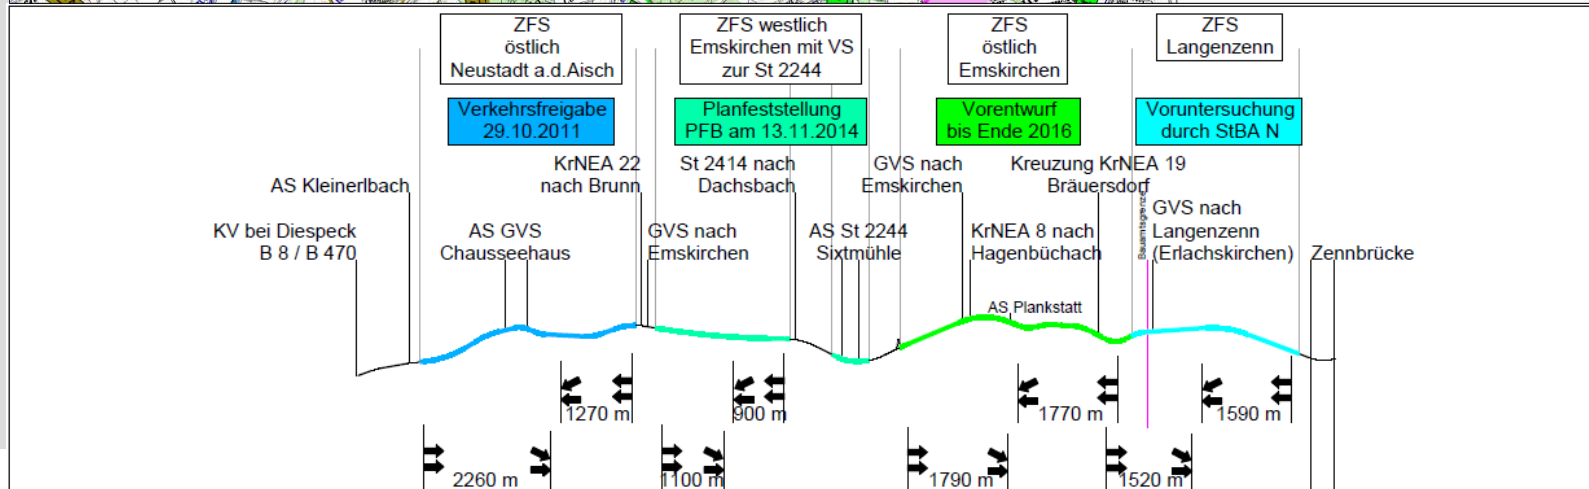 ZFS
östlich
Neustadt a.d.Aisch
ZFS westlich
Emskirchen mit VS
zur St 2244
ZFS
östlich
Emskirchen
ZFS
Langenzenn
Verkehrsfreigabe
29.10.2011
Planfeststellung
PFB am 13.11.2014
Vorentwurf
bis Ende 2016
Voruntersuchung
durch StBA N
AS Kleinerlbach
KrNEA 22
nach Brunn
St 2414 nach
Dachsbach
GVS nach
Emskirchen
Kreuzung KrNEA 19
Bräuersdorf
KV bei Diespeck
B 8 / B 470
AS GVS
Chausseehaus
GVS nach
Emskirchen
AS St 2244
Sixtmühle
KrNEA 8 nach
Hagenbüchach
Bauamtsgrenze
GVS nach
Langenzenn
(Erlachskirchen)
Zennbrücke
AS Plankstatt
1270 m
900 m
1770 m
1590 m
2260 m
1100 m
1790 m
1520 m